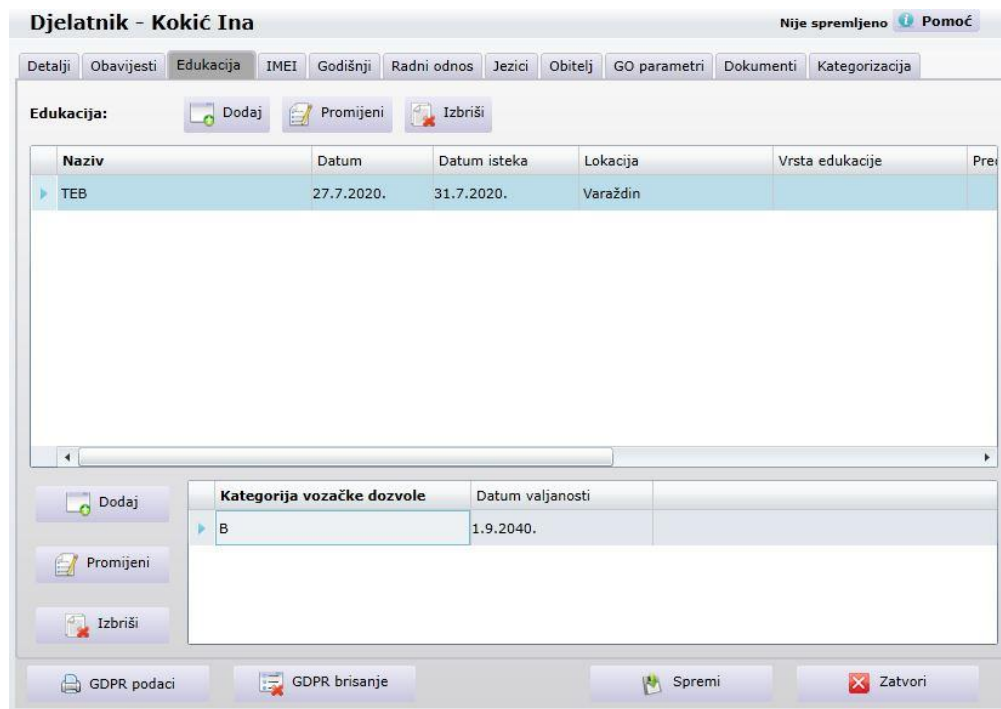 Djelatnik - Kokić Ina
Nije spremljeno Pomoć
Detalji Obavijesti Edukacija IMEI Godišnji Radni odnos Jezici Obitelj GO parametri Dokumenti Kategorizacija
Edukacija: Dodaj Promijeni Izbriši
Naziv Datum Datum isteka Lokacija Vrsta edukacije
TEB 27.7.2020. 31.7.2020. Varaždin
Dodaj
Promijeni
Izbriši
Kategorija vozačke dozvole Datum valjanosti
B 1.9.2040.
GDPR podaci GDPR brisanje Spremi Zatvori